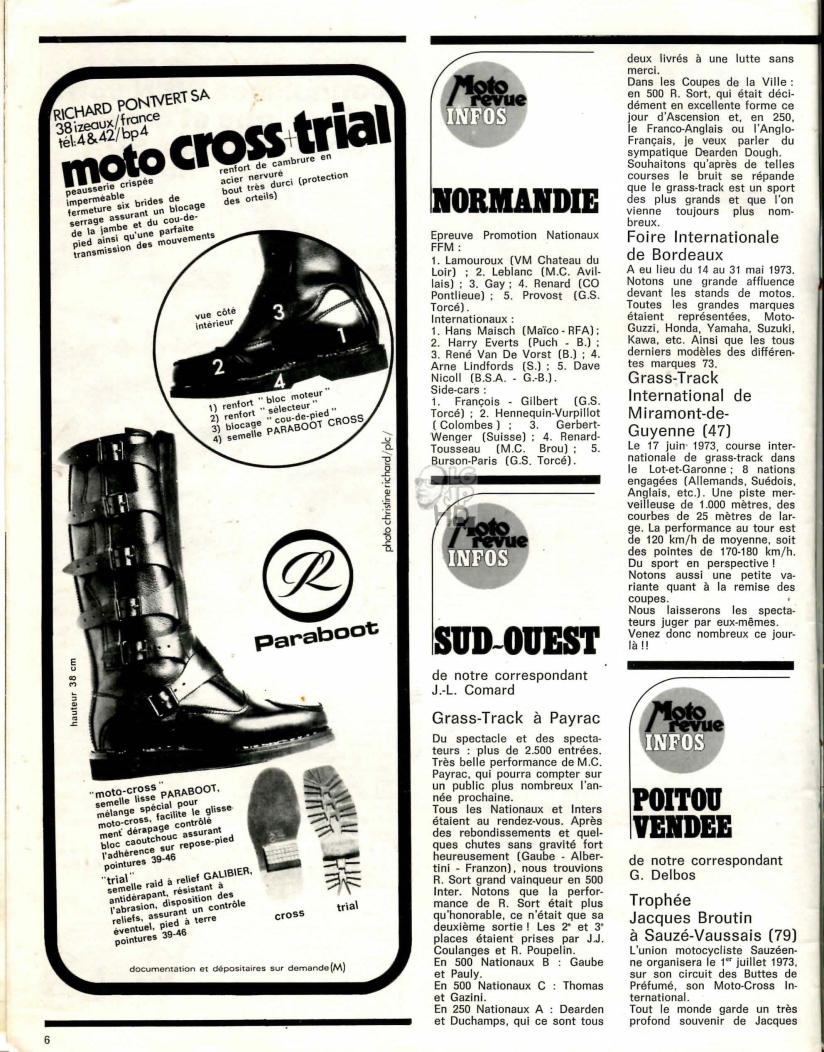 RICHARD PONTVERT SA
38 izeaux/france
tél:4&42/bp4
moto cross+trial
peausserie crispée
imperméable
fermeture six brides de
serrage assurant un blocage
de la jambe et du cou-de-
pied ainsi qu'une parfaite
transmission des mouvements
renfort de cambrure en
acier nervuré
bout très durci (protection
des orteils)
vue côté
intérieur
3
1
2
4
1) renfort "bloc moteur"
2) renfort "sélecteur"
3) blocage "cou-de-pied"
4) semelle PARABOOT CROSS
photo christine richard/plc/
Paraboot
hauteur 38 cm
"moto-cross"
semelle lisse PARABOOT,
mélange spécial pour
moto-cross, facilite le glisse-
ment dérapage contrôlé
bloc caoutchouc assurant
l'adhérence sur repose-pied
pointures 39-46
"trial"
semelle raid à relief GALIBIER,
antidérapant, résistant à
l'abrasion, disposition des
reliefs, assurant un contrôle
éventuel, pied à terre
pointures 39-46
cross
trial
documentation et dépositaires sur demande (M)
6
Moto
revue
INFOS
NORMANDIE
Epreuve Promotion Nationaux
FFM :
1. Lamouroux (VM Chateau du
Loir) ; 2. Leblanc (M.C. Avil-
lais) ; 3. Gay ; 4. Renard (CO
Pontlieue) ; 5. Provost (G.S.
Torcé).
Internationaux :
1. Hans Maisch (Maïco - RFA) ;
2. Harry Everts (Puch - B.) ;
3. René Van De Vorst (B.) ; 4.
Arne Lindfords (S.) ; 5. Dave
Nicoll (B.S.A. - G.-B.).
Side-cars :
1. François - Gilbert (G.S.
Torcé) ; 2. Hennequin-Vurpillot
( Colombes ) ; 3. Gerbert-
Wenger (Suisse) ; 4. Renard-
Tousseau (M.C. Brou) ; 5.
Burson-Paris (G.S. Torcé).
Moto
revue
INFOS
SUD-OUEST
de notre correspondant
J.-L. Comard
Grass-Track à Payrac
Du spectacle et des specta-
teurs : plus de 2.500 entrées.
Très belle performance de M.C.
Payrac, qui pourra compter sur
un public plus nombreux l'an-
née prochaine.
Tous les Nationaux et Inters
étaient au rendez-vous. Après
des rebondissements et quel-
ques chutes sans gravité fort
heureusement (Gaube - Alber-
tini - Franzon), nous trouvions
R. Sort grand vainqueur en 500
Inter. Notons que la perfor-
mance de R. Sort était plus
qu'honorable, ce n'était que sa
deuxième sortie ! Les 2e et 3e
places étaient prises par J.J.
Coulanges et R. Poupelin.
En 500 Nationaux B : Gaube
et Pauly.
En 500 Nationaux C : Thomas
et Gazini.
En 250 Nationaux A : Dearden
et Duchamps, qui ce sont tous
deux livrés à une lutte sans
merci.
Dans les Coupes de la Ville :
en 500 R. Sort, qui était déci-
dément en excellente forme ce
jour d'Ascension et, en 250,
le Franco-Anglais ou l'Anglo-
Français, je veux parler du
sympatique Dearden Dough.
Souhaitons qu'après de telles
courses le bruit se répande
que le grass-track est un sport
des plus grands et que l'on
vienne toujours plus nom-
breux.
Foire Internationale
de Bordeaux
A eu lieu du 14 au 31 mai 1973.
Notons une grande affluence
devant les stands de motos.
Toutes les grandes marques
étaient représentées, Moto-
Guzzi, Honda, Yamaha, Suzuki,
Kawa, etc. Ainsi que les tous
derniers modèles des différen-
tes marques 73.
Grass-Track
International de
Miramont-de-
Guyenne (47)
Le 17 juin 1973, course inter-
nationale de grass-track dans
le Lot-et-Garonne ; 8 nations
engagées (Allemands, Suédois,
Anglais, etc.). Une piste mer-
veilleuse de 1.000 mètres, des
courbes de 25 mètres de lar-
ge. La performance au tour est
de 120 km/h de moyenne, soit
des pointes de 170-180 km/h.
Du sport en perspective !
Notons aussi une petite va-
riante quant à la remise des
coupes.
Nous laisserons les specta-
teurs juger par eux-mêmes.
Venez donc nombreux ce jour-
là !!
Moto
revue
INFOS
POITOU
VENDEE
de notre correspondant
G. Delbos
Trophée
Jacques Broutin
à Sauzé-Vaussais (79)
L'union motocycliste Sauzéen-
ne organisera le 1er juillet 1973,
sur son circuit des Buttes de
Préfumé, son Moto-Cross In-
ternational.
Tout le monde garde un très
profond souvenir de Jacques